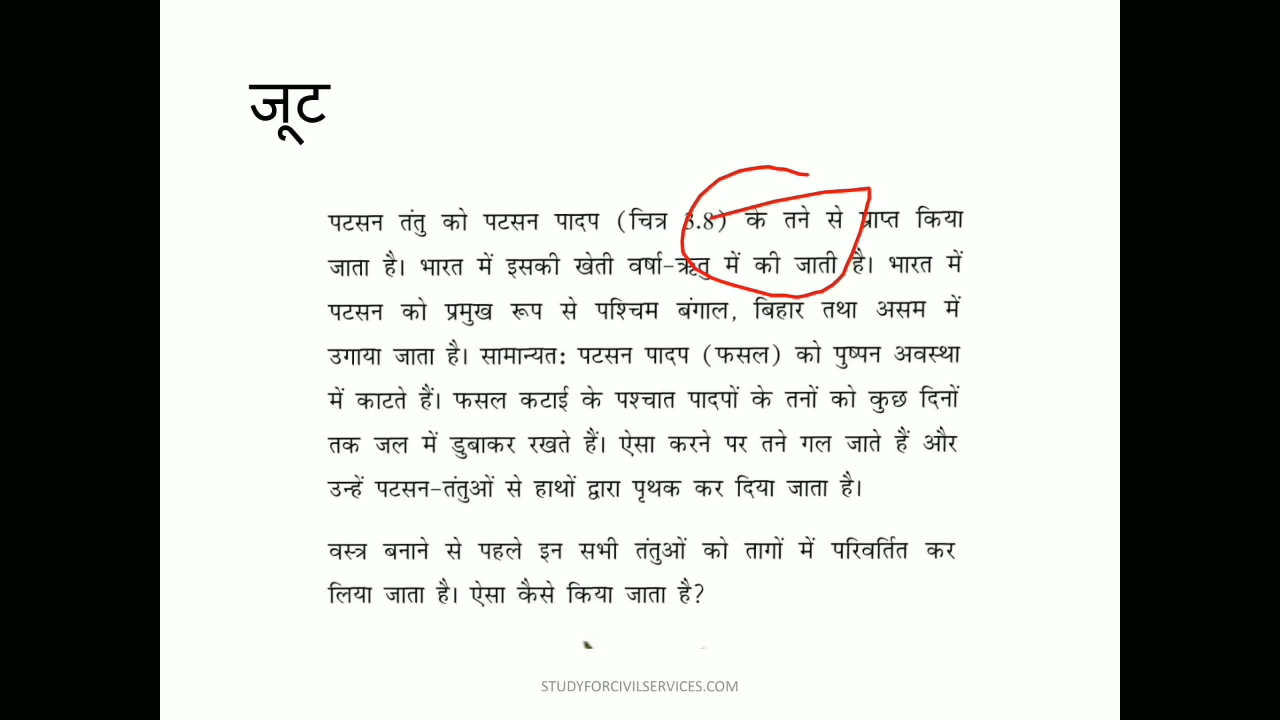 जूट
पटसन तंतु को पटसन पादप (चित्र 3.8) के तने से प्राप्त किया
जाता है। भारत में इसकी खेती वर्षा-ऋतु में की जाती है। भारत में
पटसन को प्रमुख रूप से पश्चिम बंगाल, बिहार तथा असम में
उगाया जाता है। सामान्यत: पटसन पादप (फसल) को पुष्पन अवस्था
में काटते हैं। फसल कटाई के पश्चात पादपों के तनों को कुछ दिनों
तक जल में डुबाकर रखते हैं। ऐसा करने पर तने गल जाते हैं और
उन्हें पटसन-तंतुओं से हाथों द्वारा पृथक कर दिया जाता है।
वस्त्र बनाने से पहले इन सभी तंतुओं को तागों में परिवर्तित कर
लिया जाता है। ऐसा कैसे किया जाता है?
STUDYFORCIVILSERVICES.COM